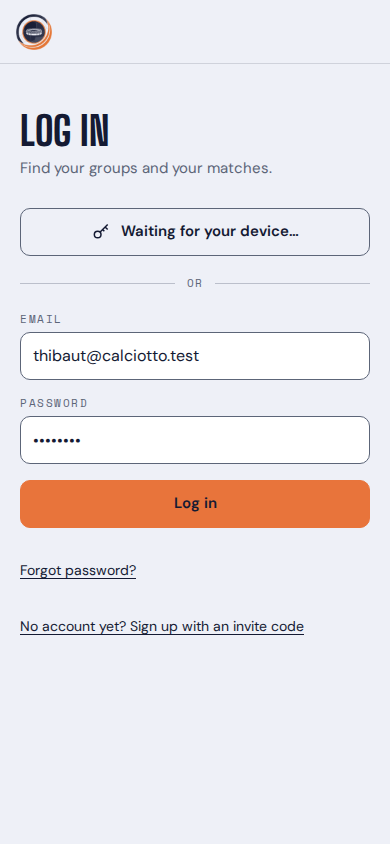 LOG IN
Find your groups and your matches.
Waiting for your device…
OR
EMAIL
thibaut@calciotto.test
PASSWORD
••••••••
Log in
Forgot password?
No account yet? Sign up with an invite code